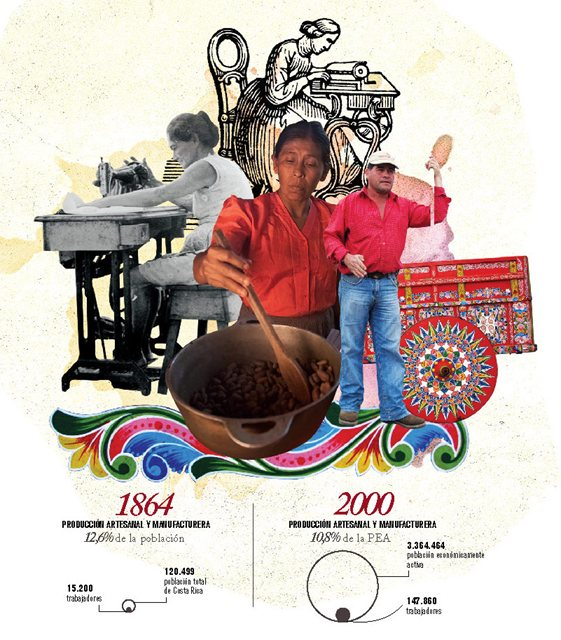 1864
PRODUCCIÓN ARTESANAL Y MANUFACTURERA
12,6% de la población
120.499
población total
de Costa Rica
15.200
trabajadores
2000
PRODUCCIÓN ARTESANAL Y MANUFACTURERA
10,8% de la PEA
3.364.464
población económicamente
activa
147.860
trabajadores